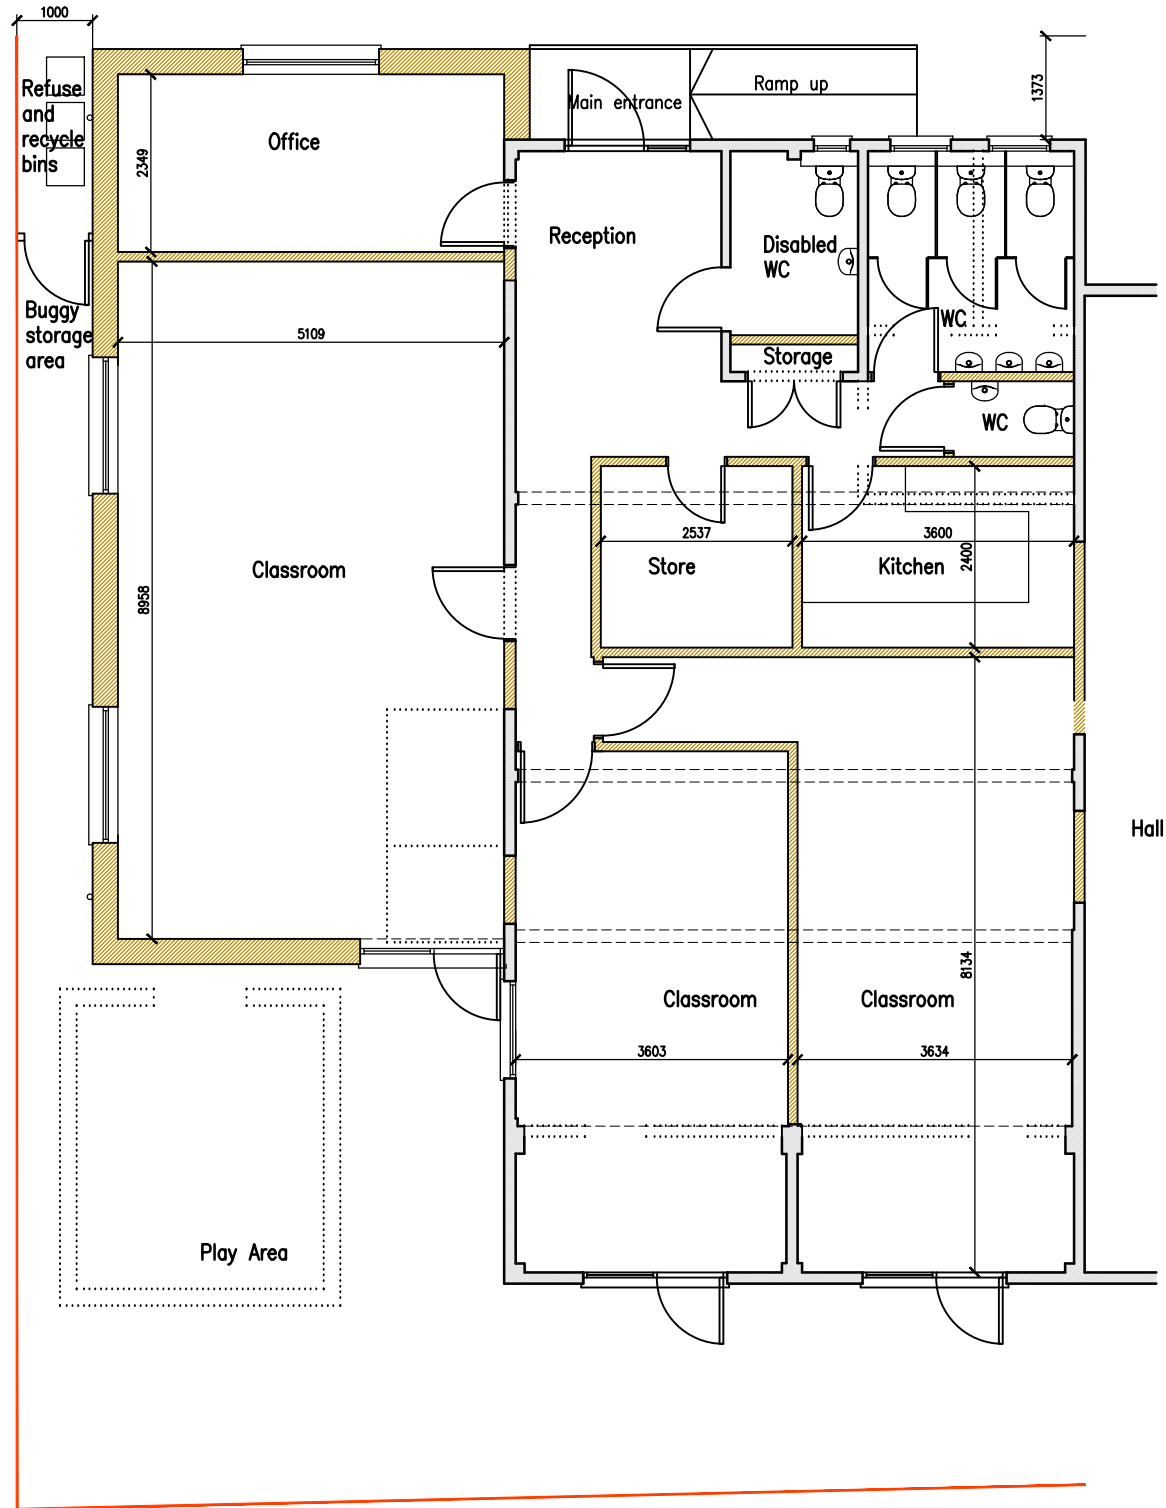 1000
1373
Refuse
and
recycle
bins
Main entrance
Ramp up
Office
2349
Reception
Disabled
WC
WC
Buggy
storage
area
5109
Storage
WC
2537
3600
Store
Kitchen
2400
Classroom
8958
Hall
8134
Classroom
Classroom
3603
3634
Play Area